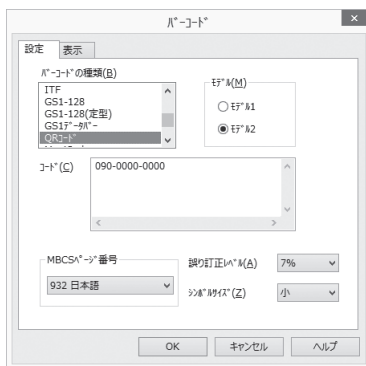 ﾊﾞｰｺｰﾄﾞ
設定 表示
ﾊﾞｰｺｰﾄﾞの種類(B)
ITF
GS1-128
GS1-128(定型)
GS1ﾃﾞｰﾀﾊﾞｰ
QRｺｰﾄﾞ
ﾓﾃﾞﾙ(M)
ﾓﾃﾞﾙ1
ﾓﾃﾞﾙ2
ｺｰﾄﾞ(C)
090-0000-0000
MBCSﾍﾟｰｼﾞ番号
932 日本語
誤り訂正ﾚﾍﾞﾙ(A) 7%
ｼﾝﾎﾞﾙｻｲｽﾞ(Z) 小
OK キャンセル ヘルプ